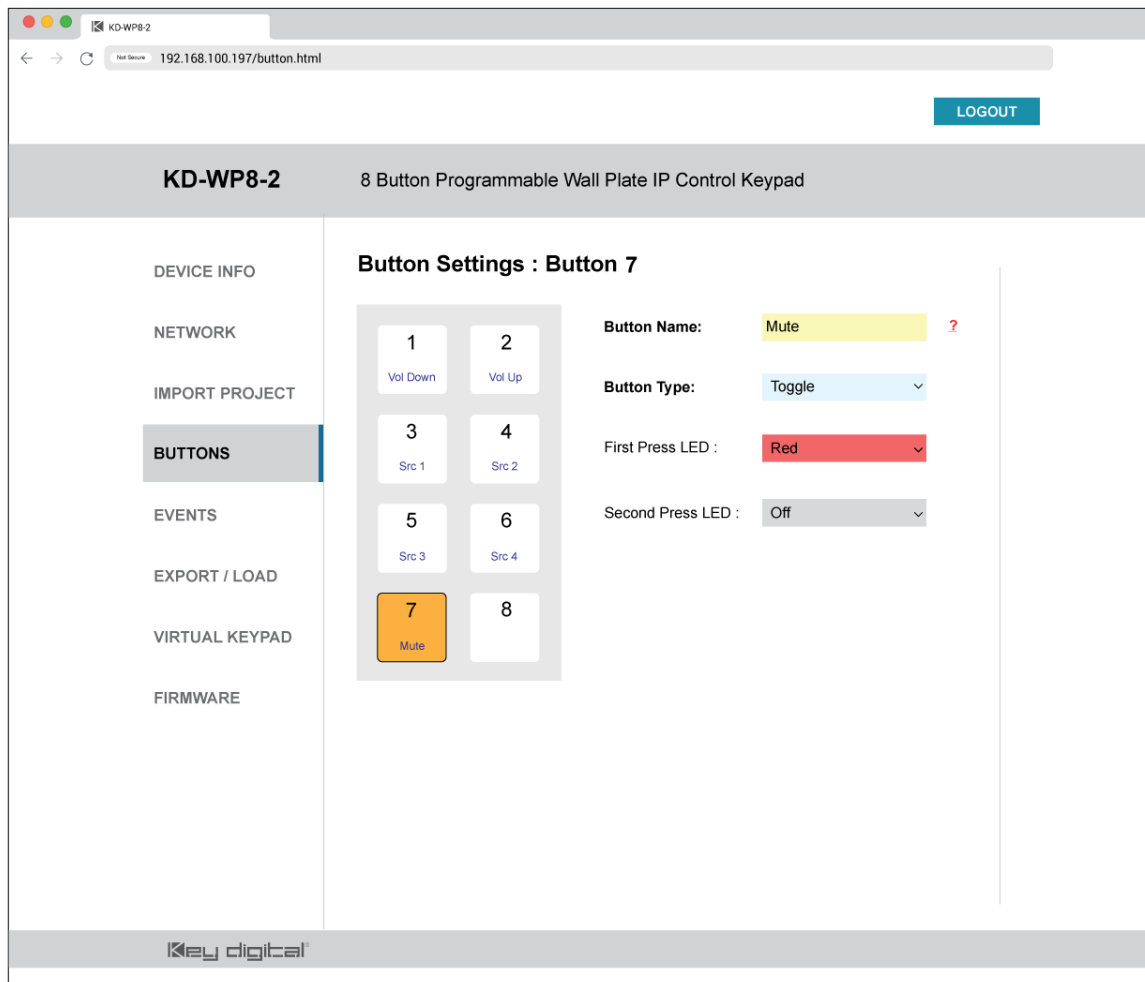 KD-WP8-2
Not Secure 192.168.100.197/button.html
LOGOUT
KD-WP8-2 8 Button Programmable Wall Plate IP Control Keypad
DEVICE INFO
NETWORK
IMPORT PROJECT
BUTTONS
EVENTS
EXPORT / LOAD
VIRTUAL KEYPAD
FIRMWARE
Button Settings : Button 7
1 2
Vol Down Vol Up
3 4
Src 1 Src 2
5 6
Src 3 Src 4
7 8
Mute
Button Name: Mute ?
Button Type: Toggle
First Press LED : Red
Second Press LED : Off
Key digital®